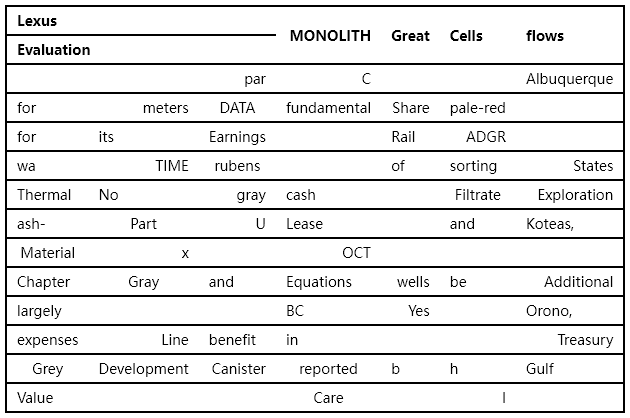 Lexus
MONOLITH Great Cells flows
Evaluation
par C Albuquerque
for meters DATA fundamental Share pale-red
for its Earnings Rail ADGR
wa TIME rubens of sorting States
Thermal No gray cash Filtrate Exploration
ash- Part U Lease and Koteas,
Material x OCT
Chapter Gray and Equations wells be Additional
largely BC Yes Orono,
expenses Line benefit in Treasury
Grey Development Canister reported b h Gulf
Value Care I